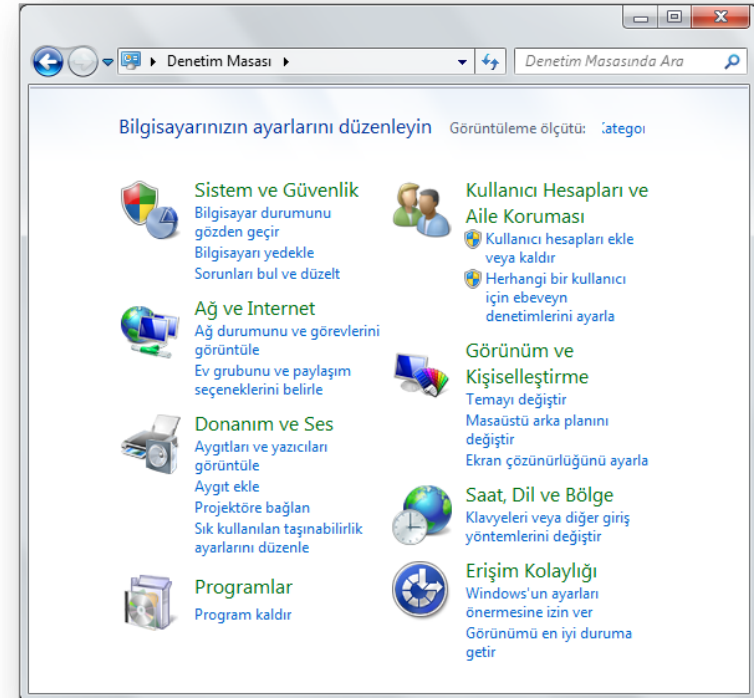 Denetim Masası
Denetim Masasında Ara
Bilgisayarınızın ayarlarını düzenleyin
Görüntüleme ölçütü:
Sistem ve Güvenlik
Bilgisayar durumunu
gözden geçir
Bilgisayarı yedekle
Sorunları bul ve düzelt
Ağ ve Internet
Ağ durumunu ve görevlerini
görüntüle
Ev grubunu ve paylaşım
seçeneklerini belirle
Donanım ve Ses
Aygıtları ve yazıcıları
görüntüle
Aygıt ekle
Projektöre bağlan
Sık kullanılan taşınabilirlik
ayarlarını düzenle
Programlar
Program kaldır
Kullanıcı Hesapları ve
Aile Koruması
Kullanıcı hesapları ekle
veya kaldır
Herhangi bir kullanıcı
için ebeveyn
denetimlerini ayarla
Görünüm ve
Kişiselleştirme
Temayı değiştir
Masaüstü arka planını
değiştir
Ekran çözünürlüğünü ayarla
Saat, Dil ve Bölge
Klavyeleri veya diğer giriş
yöntemlerini değiştir
Erişim Kolaylığı
Windows'un ayarları
önermesine izin ver
Görünümü en iyi duruma
getir